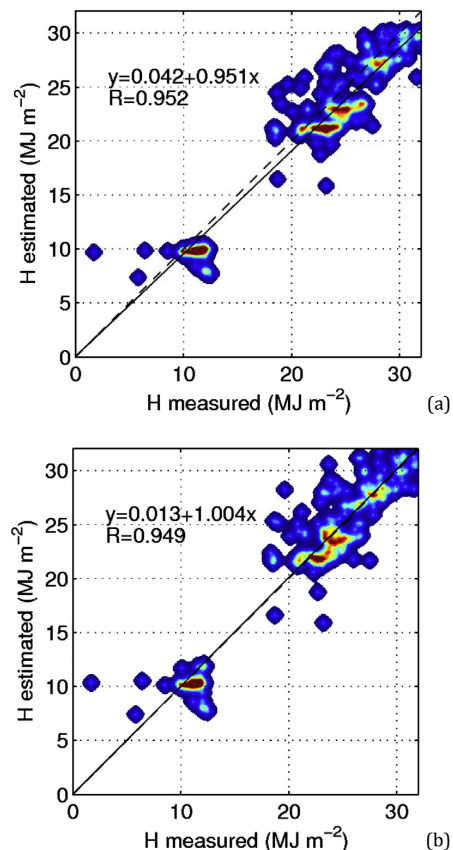 30
25
20
15
10
5
0
y=0.042+0.951x
R=0.952
H estimated (MJ m⁻²)
0 10 20 30
H measured (MJ m⁻²)
(a)
30
25
20
15
10
5
0
y=0.013+1.004x
R=0.949
H estimated (MJ m⁻²)
0 10 20 30
H measured (MJ m⁻²)
(b)